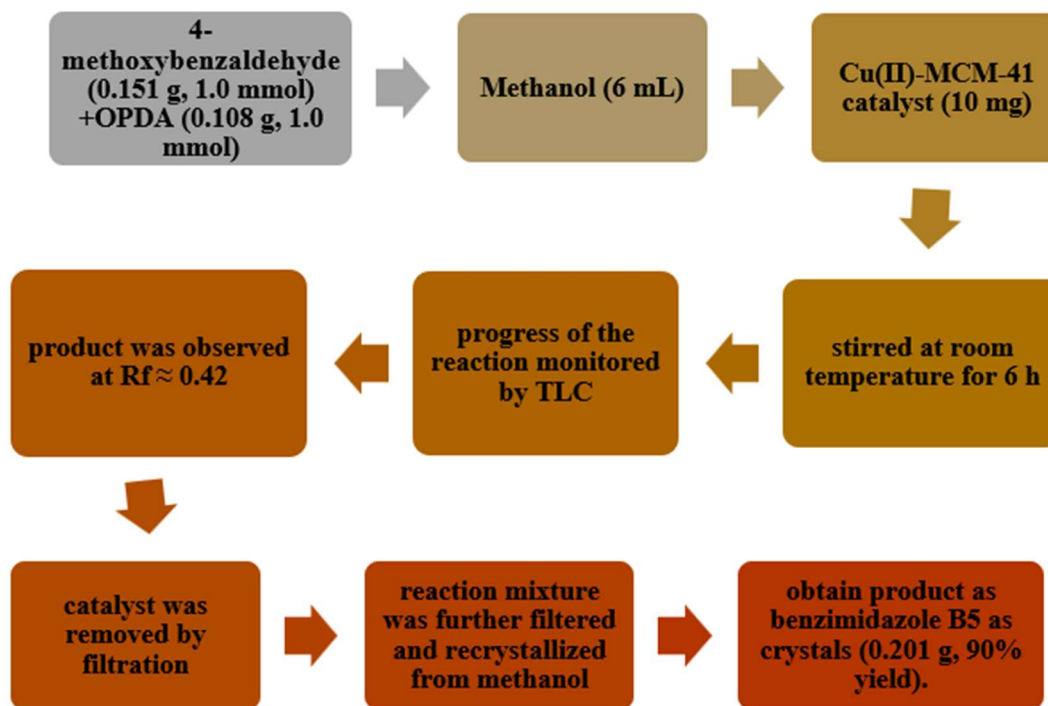 4-
methoxybenzaldehyde
(0.151 g, 1.0 mmol)
+OPDA (0.108 g, 1.0
mmol)
Methanol (6 mL)
Cu(II)-MCM-41
catalyst (10 mg)
stirred at room
temperature for 6 h
progress of the
reaction monitored
by TLC
product was observed
at Rf ≈ 0.42
catalyst was
removed by
filtration
reaction mixture
was further filtered
and recrystallized
from methanol
obtain product as
benzimidazole B5 as
crystals (0.201 g, 90%
yield).